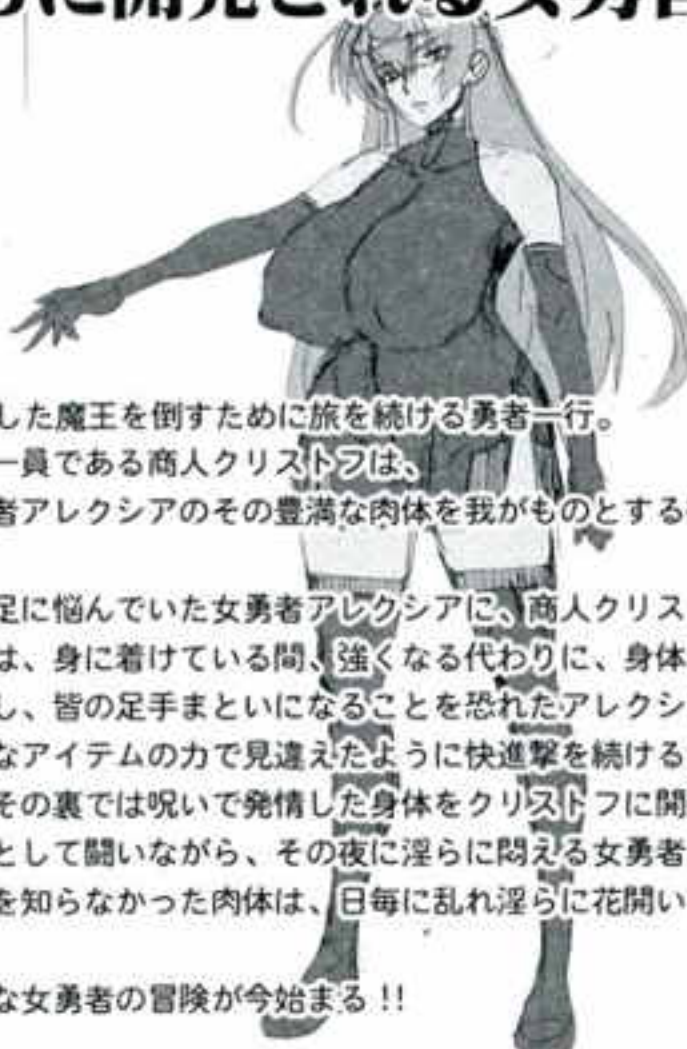 に開発される女勇者
した魔王を倒すために旅を続ける勇者一行。
一員である商人クリストフは、
者アレクシアのその豊満な肉体を我がものとする
足に悩んでいた女勇者アレクシアに、商人クリス
は、身に着けている間、強くなる代わりに、身体
し、皆の足手まといになることを恐れたアレクシ
なアイテムの力で見違えたように快進撃を続ける
その裏では呪いで発情した身体をクリストフに開
として闘いながら、その夜に淫らに悶える女勇者
を知らなかった肉体は、日毎に乱れ淫らに花開い
な女勇者の冒険が今始まる!!